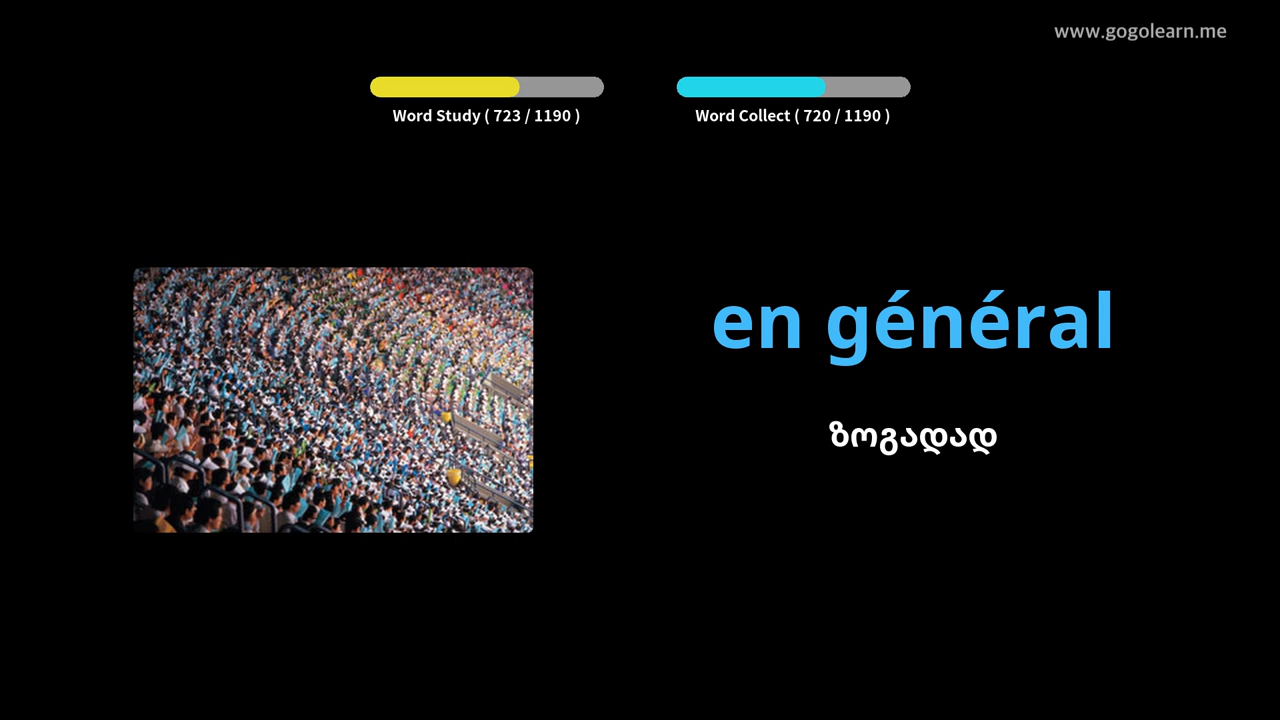 www.gogolearn.me
Word Study ( 723 / 1190 )
Word Collect ( 720 / 1190 )
en général
ზოგადად